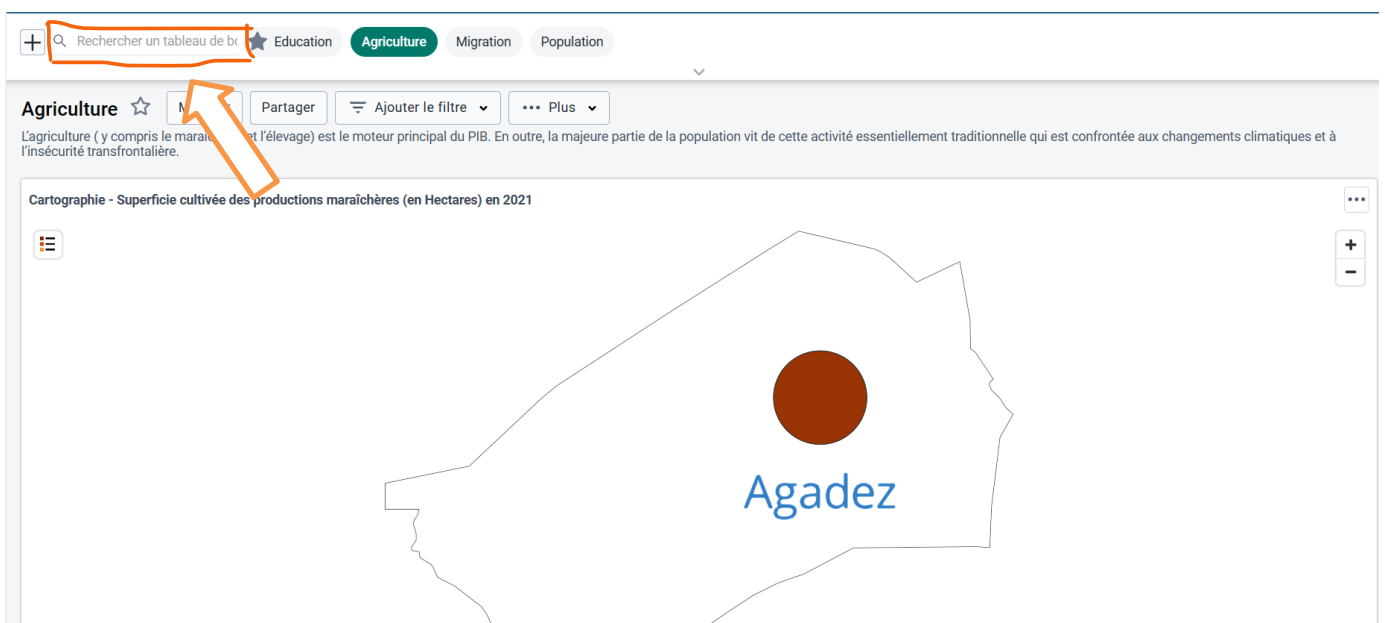 Rechercher un tableau de bo
Education
Agriculture
Migration
Population
Agriculture
Partager
Ajouter le filtre
Plus
L'agriculture ( y compris le maraî et l'élevage) est le moteur principal du PIB. En outre, la majeure partie de la population vit de cette activité essentiellement traditionnelle qui est confrontée aux changements climatiques et à
l'insécurité transfrontalière.
Cartographie - Superficie cultivée des productions maraîchères (en Hectares) en 2021
Agadez